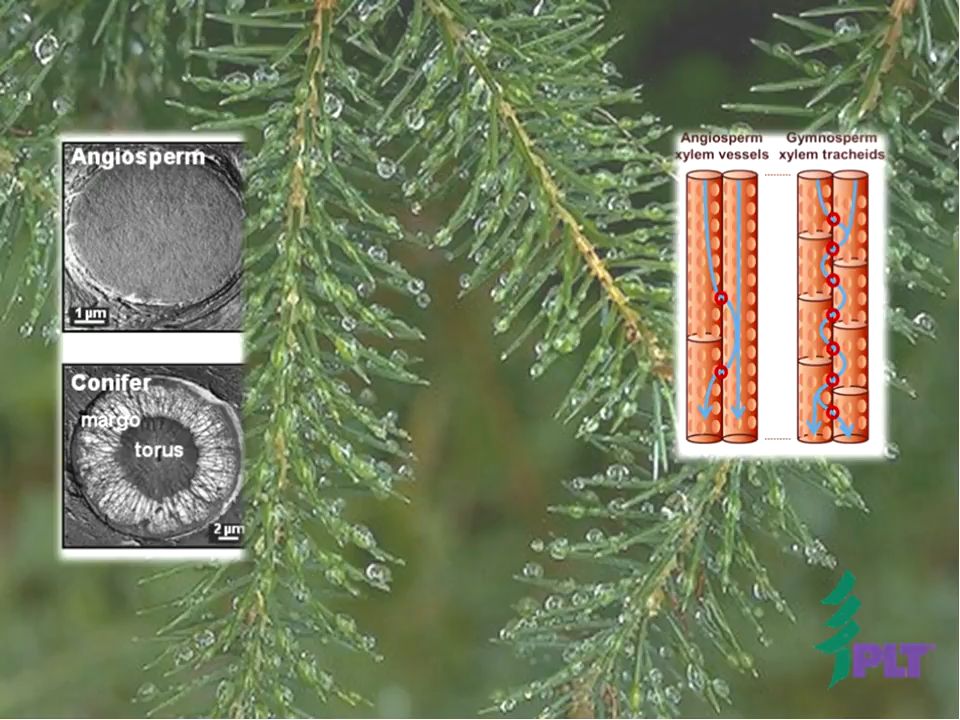 Angiosperm
1 µm
Conifer
margo
torus
2 µm
Angiosperm
xylem vessels
Gymnosperm
xylem tracheids
PLT